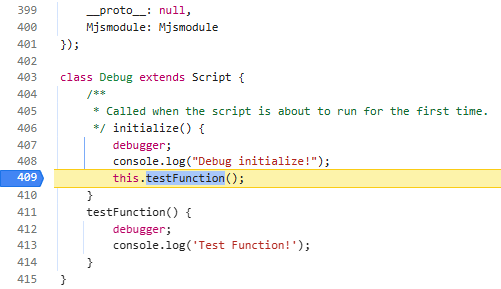 399 __proto__: null,
400 Mjsmodule: Mjsmodule
401 });
402
403 class Debug extends Script {
404 /**
405 * Called when the script is about to run for the first time.
406 */ initialize() {
407 debugger;
408 console.log("Debug initialize!");
409 this.testFunction();
410 }
411 testFunction() {
412 debugger;
413 console.log('Test Function!');
414 }
415 }